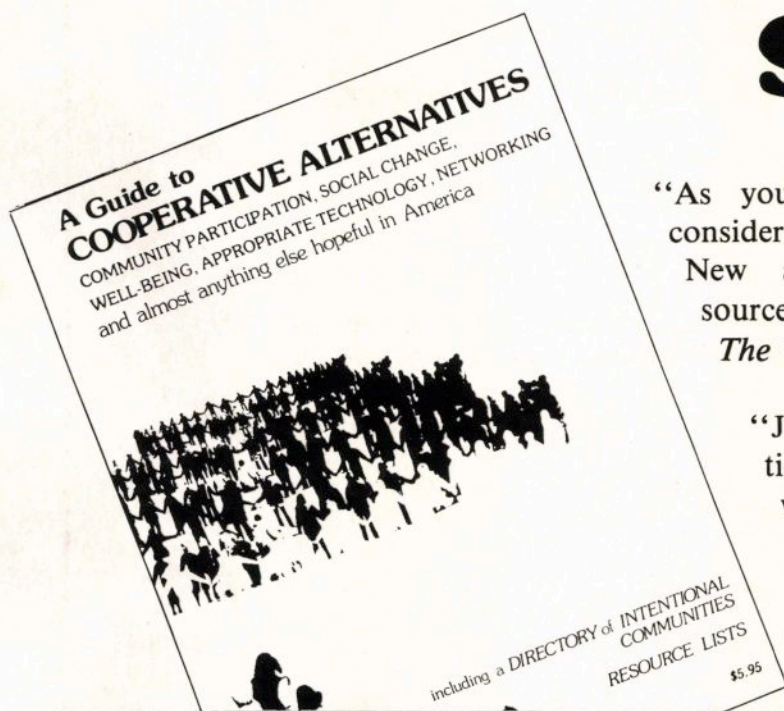 A Guide to
COOPERATIVE ALTERNATIVES
COMMUNITY PARTICIPATION, SOCIAL CHANGE,
WELL-BEING, APPROPRIATE TECHNOLOGY, NETWORKING
and almost anything else hopeful in America
including a DIRECTORY of INTENTIONAL
COMMUNITIES
RESOURCE LISTS
$5.95
“As you
consider
New
source
The
“J
ti